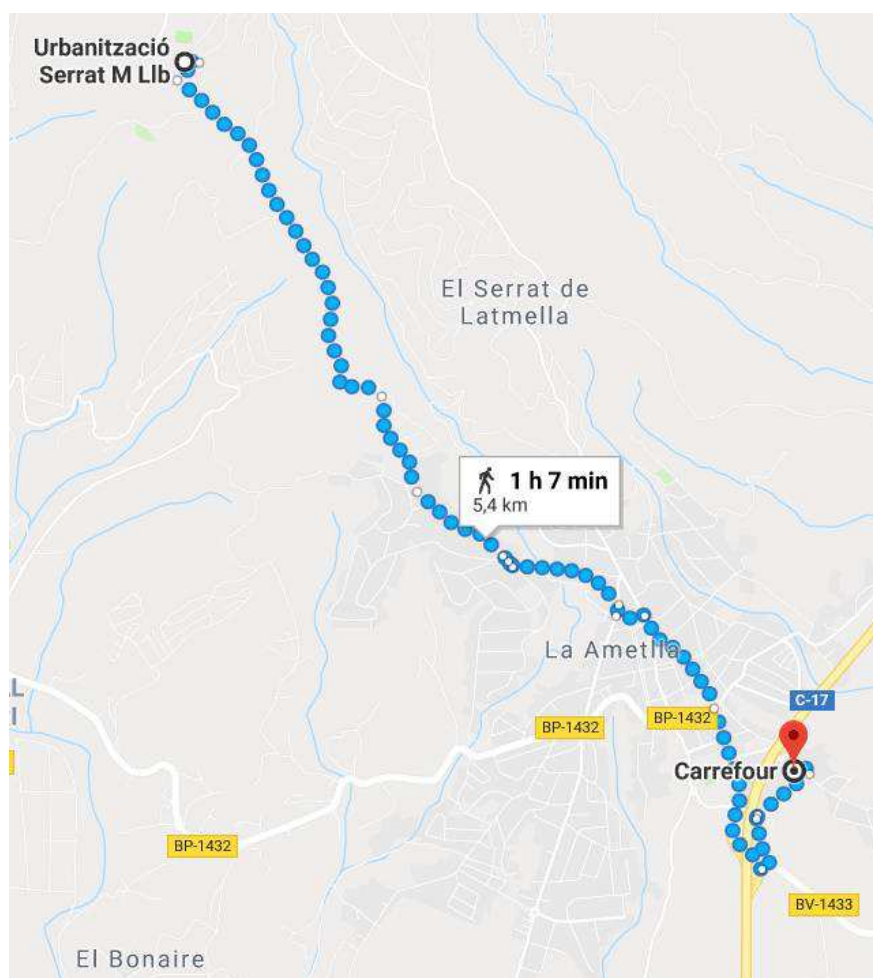 Urbanització
Serrat M Llb
El Serrat de
Latmella
1 h 7 min
5,4 km
La Ametlla
C-17
BP-1432
BP-1432
Carrefour
BP-1432
BV-1433
El Bonaire